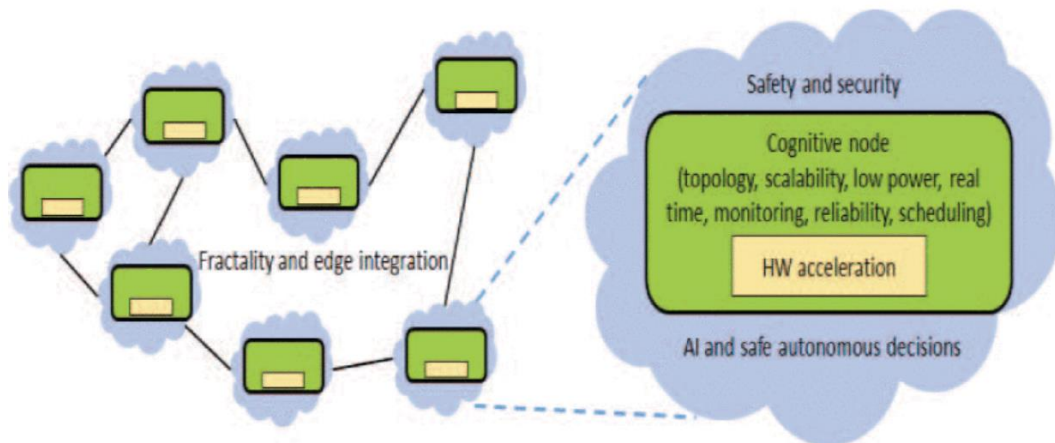 Fractality and edge integration
Safety and security
Cognitive node
(topology, scalability, low power, real
time, monitoring, reliability, scheduling)
HW acceleration
AI and safe autonomous decisions